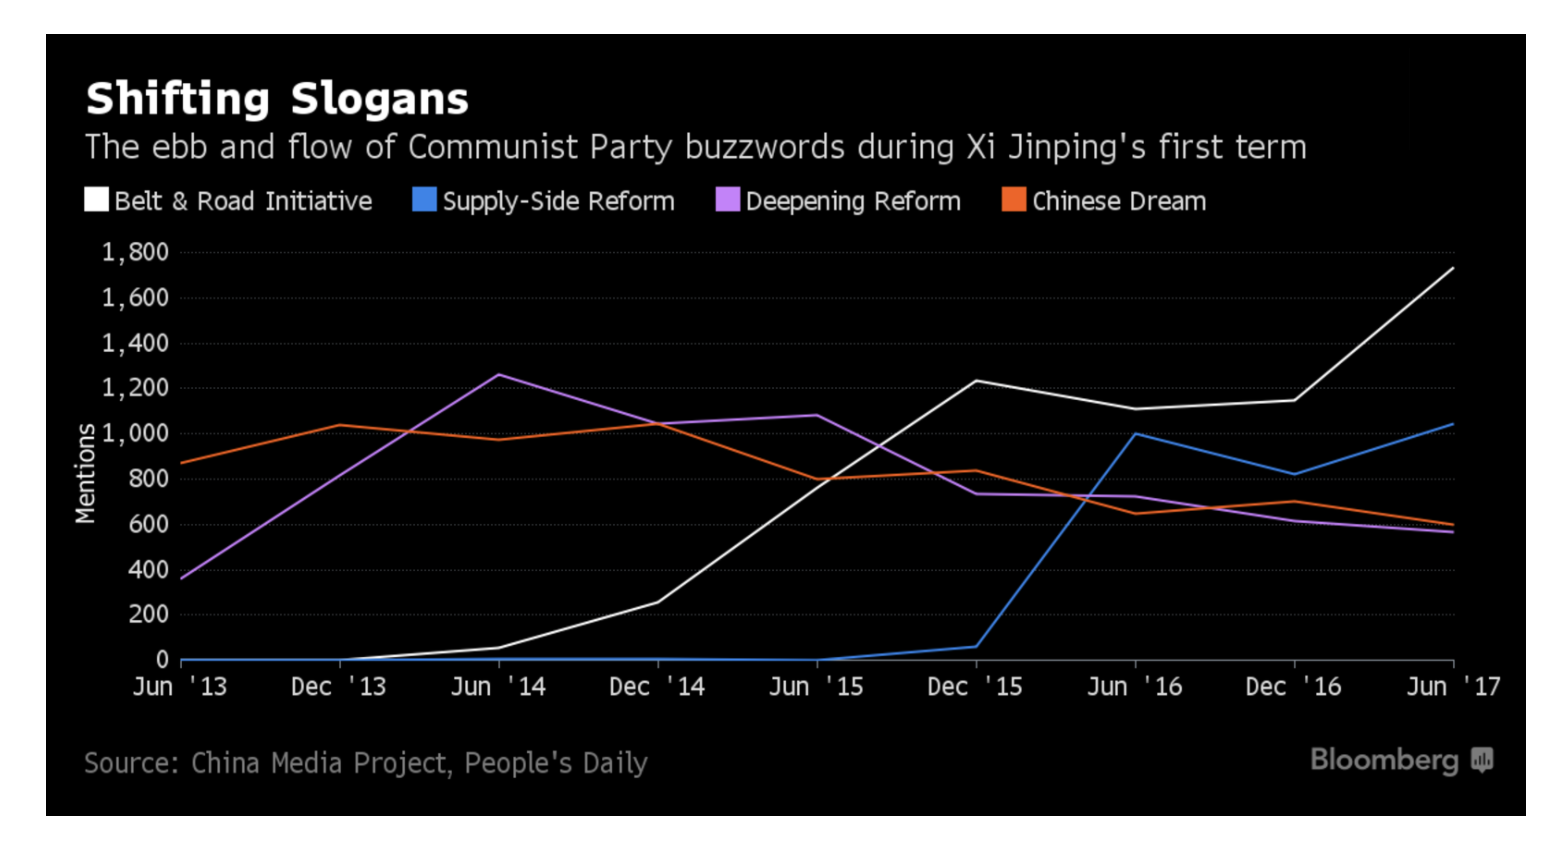 Shifting Slogans
The ebb and flow of Communist Party buzzwords during Xi Jinping's first term
Belt & Road Initiative Supply-Side Reform Deepening Reform Chinese Dream
1,800
1,600
1,400
1,200
1,000
800
600
400
200
0
Mentions
Jun '13 Dec '13 Jun '14 Dec '14 Jun '15 Dec '15 Jun '16 Dec '16 Jun '17
Source: China Media Project, People's Daily
Bloomberg